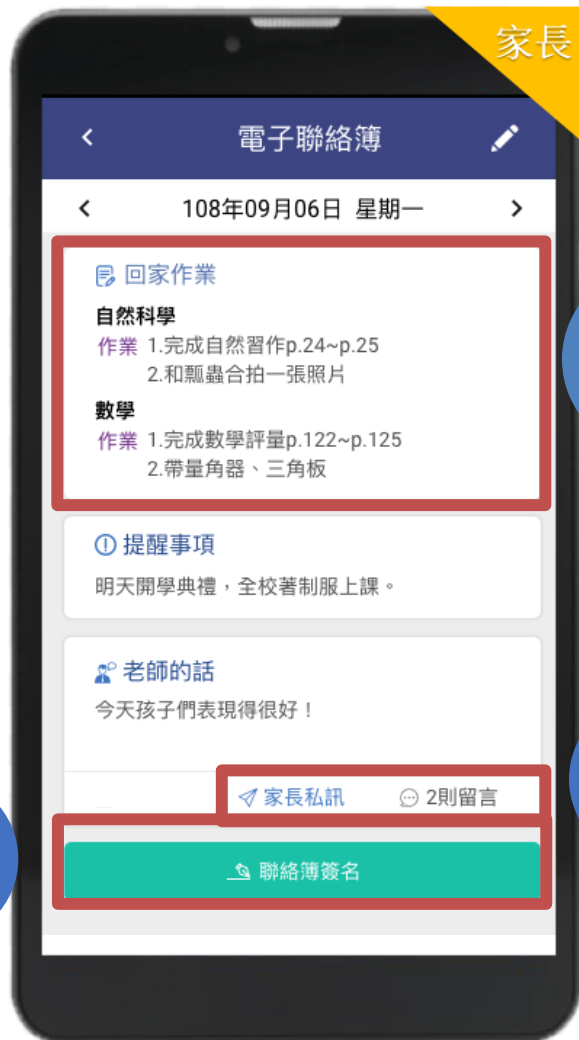 家長
電子聯絡簿
108年09月06日 星期一
回家作業
自然科學
作業 1.完成自然習作p.24~p.25
2.和瓢蟲合拍一張照片
數學
作業 1.完成數學評量p.122~p.125
2.帶量角器、三角板
提醒事項
明天開學典禮，全校著制服上課。
老師的話
今天孩子們表現得很好！
家長私訊 2則留言
聯絡簿簽名